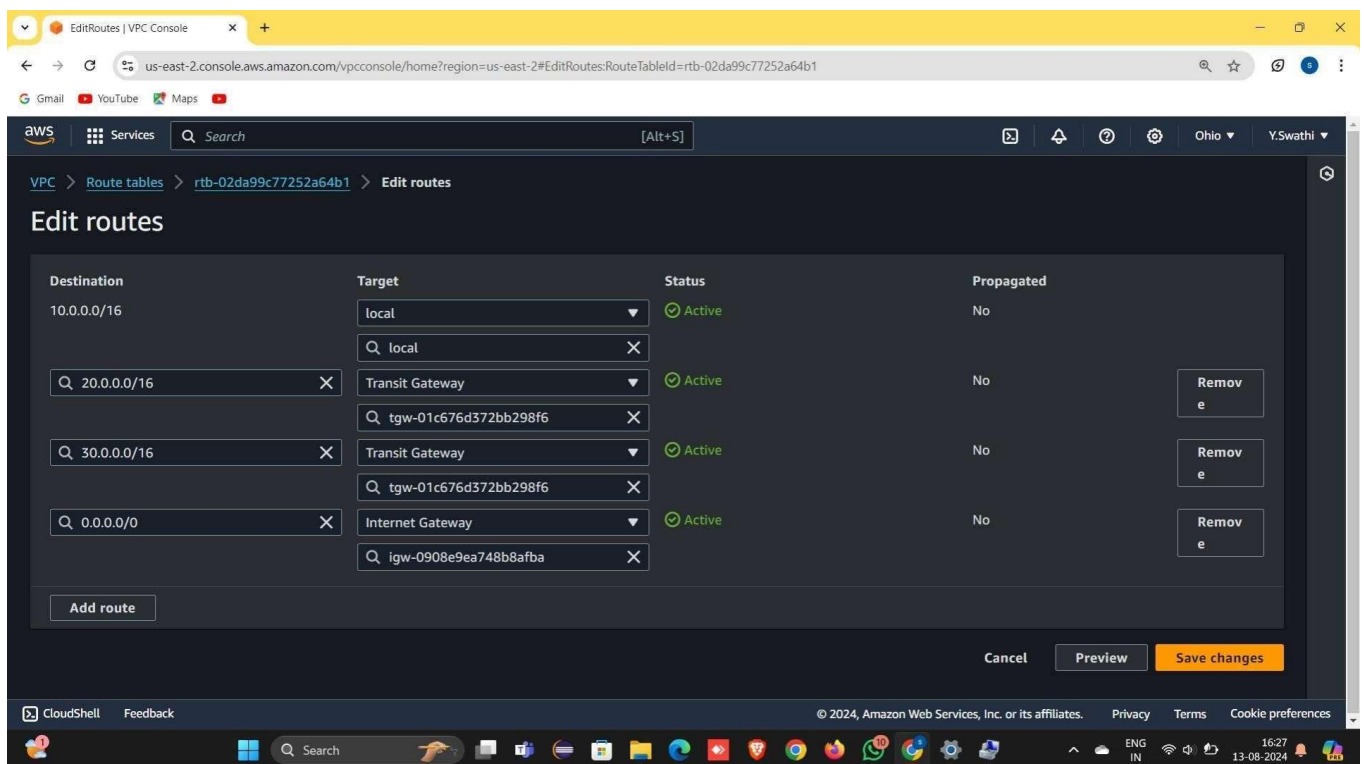 EditRoutes | VPC Console
us-east-2.console.aws.amazon.com/vpcconsole/home?region=us-east-2#EditRoutes:RouteTableId=rtb-02da99c77252a64b1
S
Gmail YouTube Maps
aws Services Search [Alt+S] Ohio Y.Swathi
VPC > Route tables > rtb-02da99c77252a64b1 > Edit routes
Edit routes
Destination Target Status Propagated
10.0.0.0/16 local Active No
local
20.0.0.0/16 Transit Gateway Active No Remov
e
tgw-01c676d372bb298f6
30.0.0.0/16 Transit Gateway Active No Remov
e
tgw-01c676d372bb298f6
0.0.0.0/0 Internet Gateway Active No Remov
e
igw-0908e9ea748b8afba
Add route
Cancel Preview Save changes
CloudShell Feedback © 2024, Amazon Web Services, Inc. or its affiliates. Privacy Terms Cookie preferences
1 Search 10 ENG 16:27
IN 13-08-2024 PRE